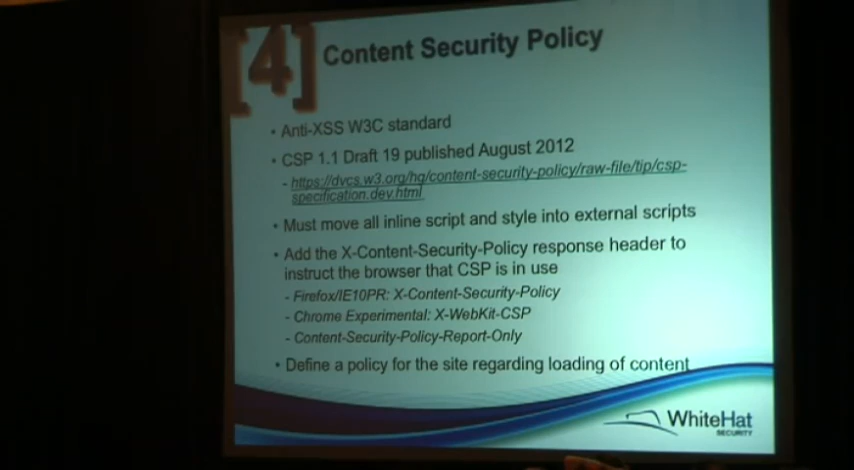 [4]
Content Security Policy
• Anti-XSS W3C standard
• CSP 1.1 Draft 19 published August 2012
- https://dvcs.w3.org/hg/content-security-policy/raw-file/tip/csp-
specification.dev.html
• Must move all inline script and style into external scripts
• Add the X-Content-Security-Policy response header to
instruct the browser that CSP is in use
- Firefox/IE10PR: X-Content-Security-Policy
- Chrome Experimental: X-WebKit-CSP
- Content-Security-Policy-Report-Only
• Define a policy for the site regarding loading of content
WhiteHat
SECURITY